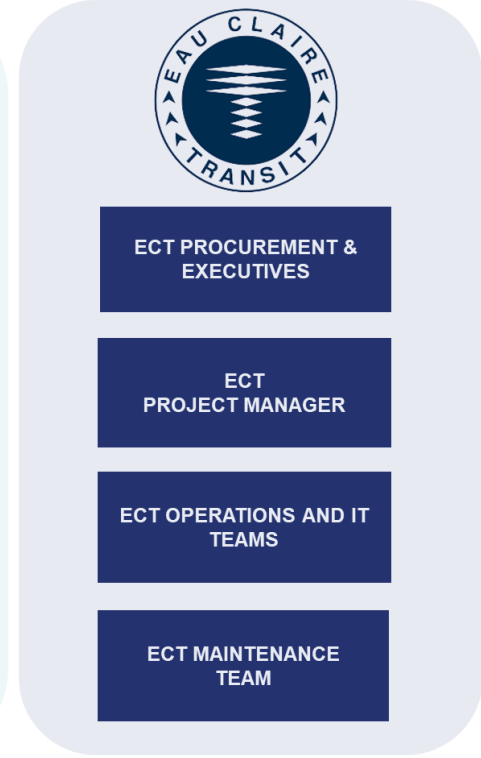 EAU CLAIRE
TRANSIT
ECT PROCUREMENT &
EXECUTIVES
ECT
PROJECT MANAGER
ECT OPERATIONS AND IT
TEAMS
ECT MAINTENANCE
TEAM